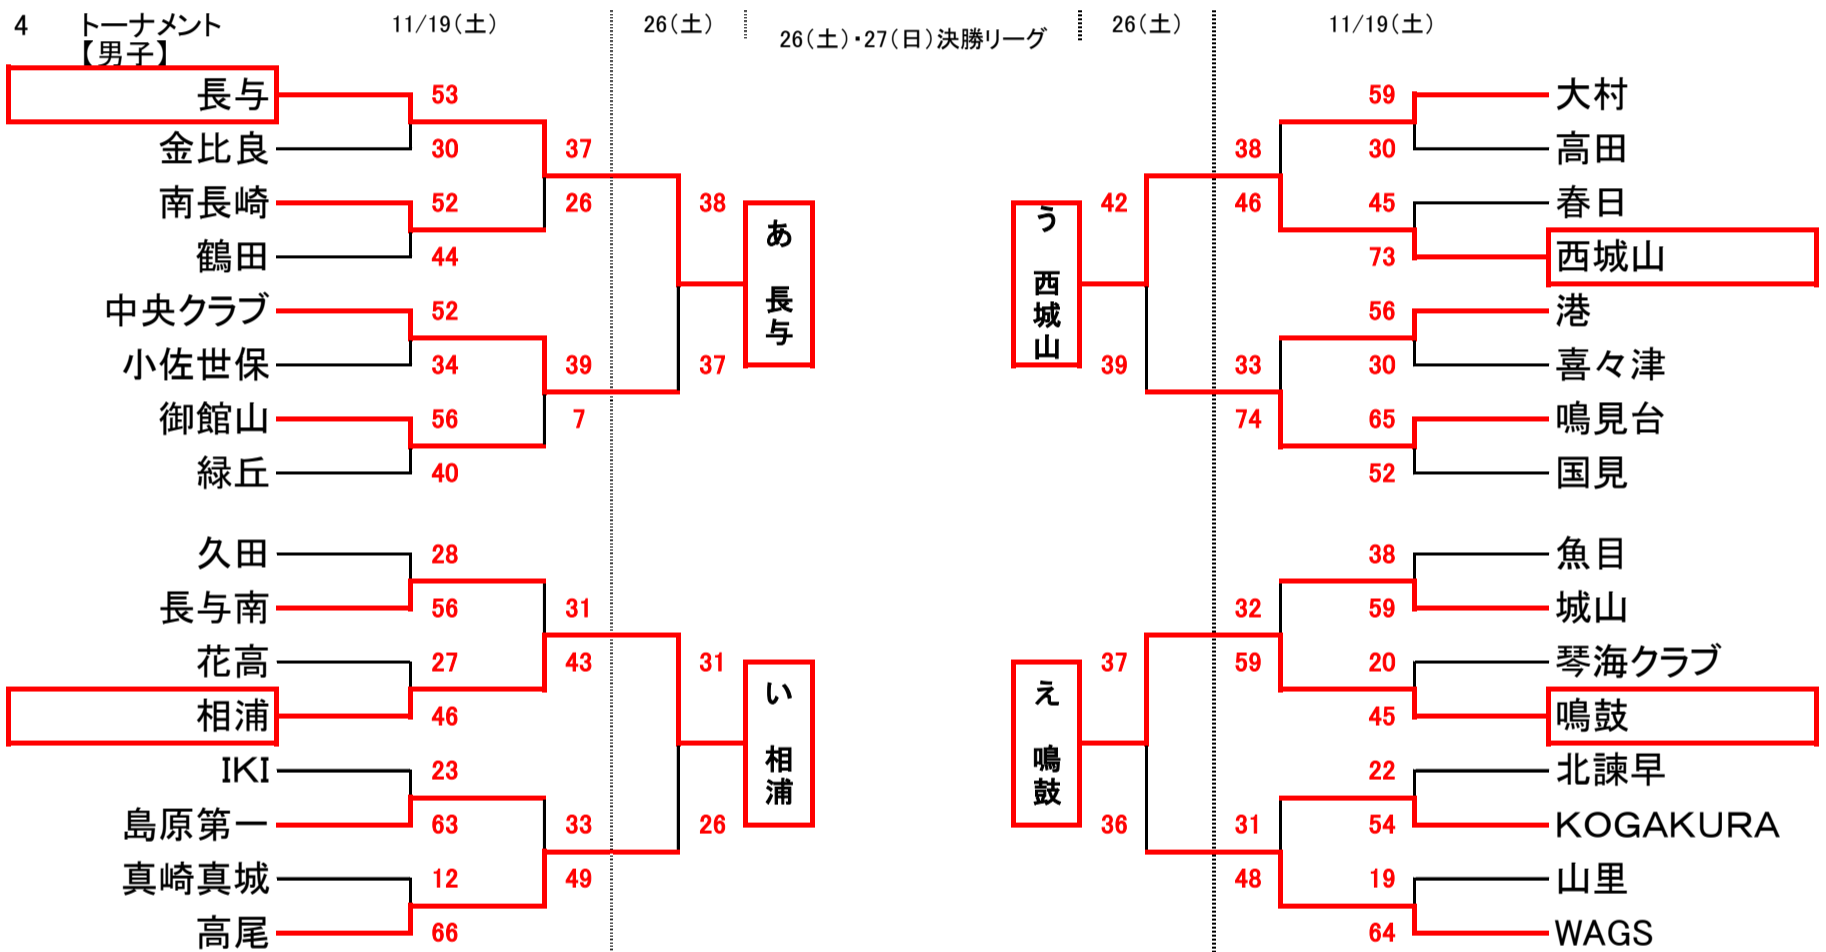 4 トーナメント 11/19(土) 26(土) 26(土)・27(日)決勝リーグ 26(土) 11/19(土)
【男子】
長与 53 59 大村
金比良 30 37 38 30 高田
南長崎 52 26 38 42 46 45 春日
鶴田 44 73 西城山
あ 長与
う 西城山
中央クラブ 52 56 港
小佐世保 34 39 37 39 33 30 喜々津
御館山 56 7 74 65 鳴見台
緑丘 40 52 国見
久田 28 38 魚目
長与南 56 31 32 59 城山
花高 27 43 31 37 59 20 琴海クラブ
相浦 46 45 鳴鼓
い 相浦
え 鳴鼓
IKI 23 22 北諫早
島原第一 63 33 26 36 31 54 KOGAKURA
真崎真城 12 49 48 19 山里
高尾 66 64 WAGS